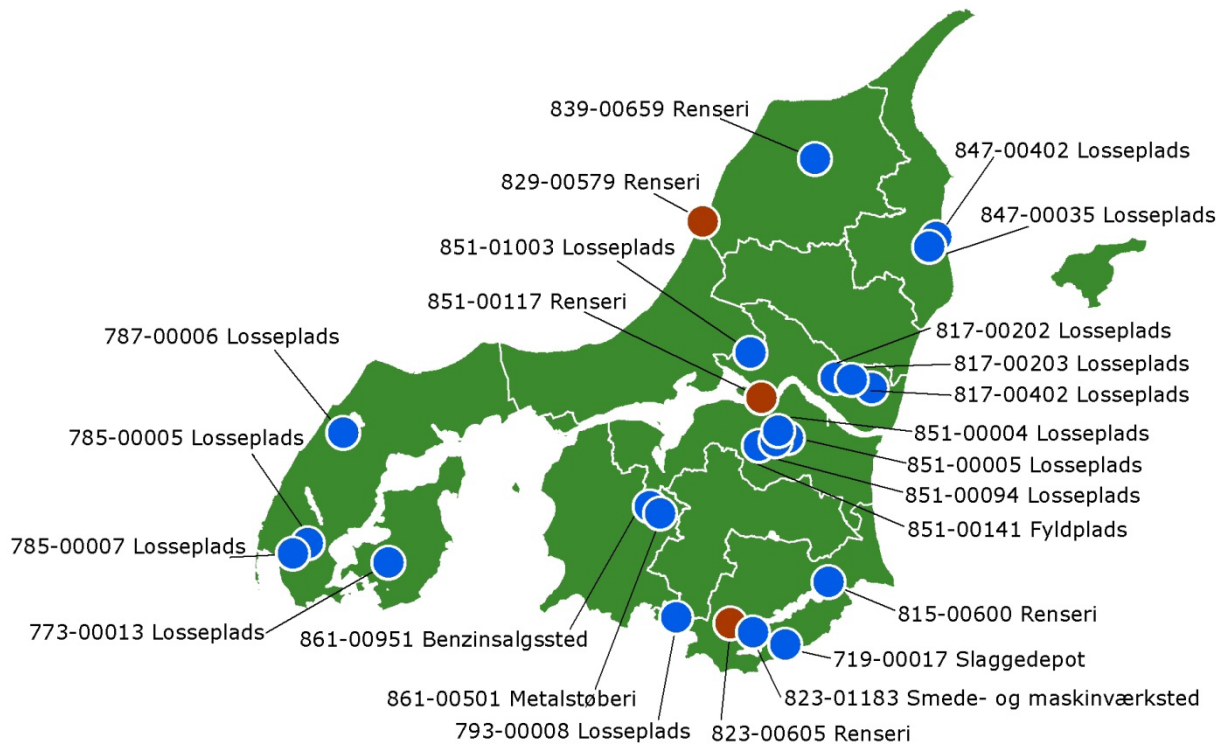 839-00659 Renseri
847-00402 Losseplads
829-00579 Renseri
847-00035 Losseplads
851-01003 Losseplads
851-00117 Renseri
787-00006 Losseplads
817-00202 Losseplads
817-00203 Losseplads
817-00402 Losseplads
785-00005 Losseplads
851-00004 Losseplads
851-00005 Losseplads
851-00094 Losseplads
851-00141 Fyldplads
785-00007 Losseplads
815-00600 Renseri
773-00013 Losseplads
861-00951 Benzinsalgssted
719-00017 Slaggedepot
861-00501 Metalstøberi
823-01183 Smede- og maskinværksted
793-00008 Losseplads
823-00605 Renseri